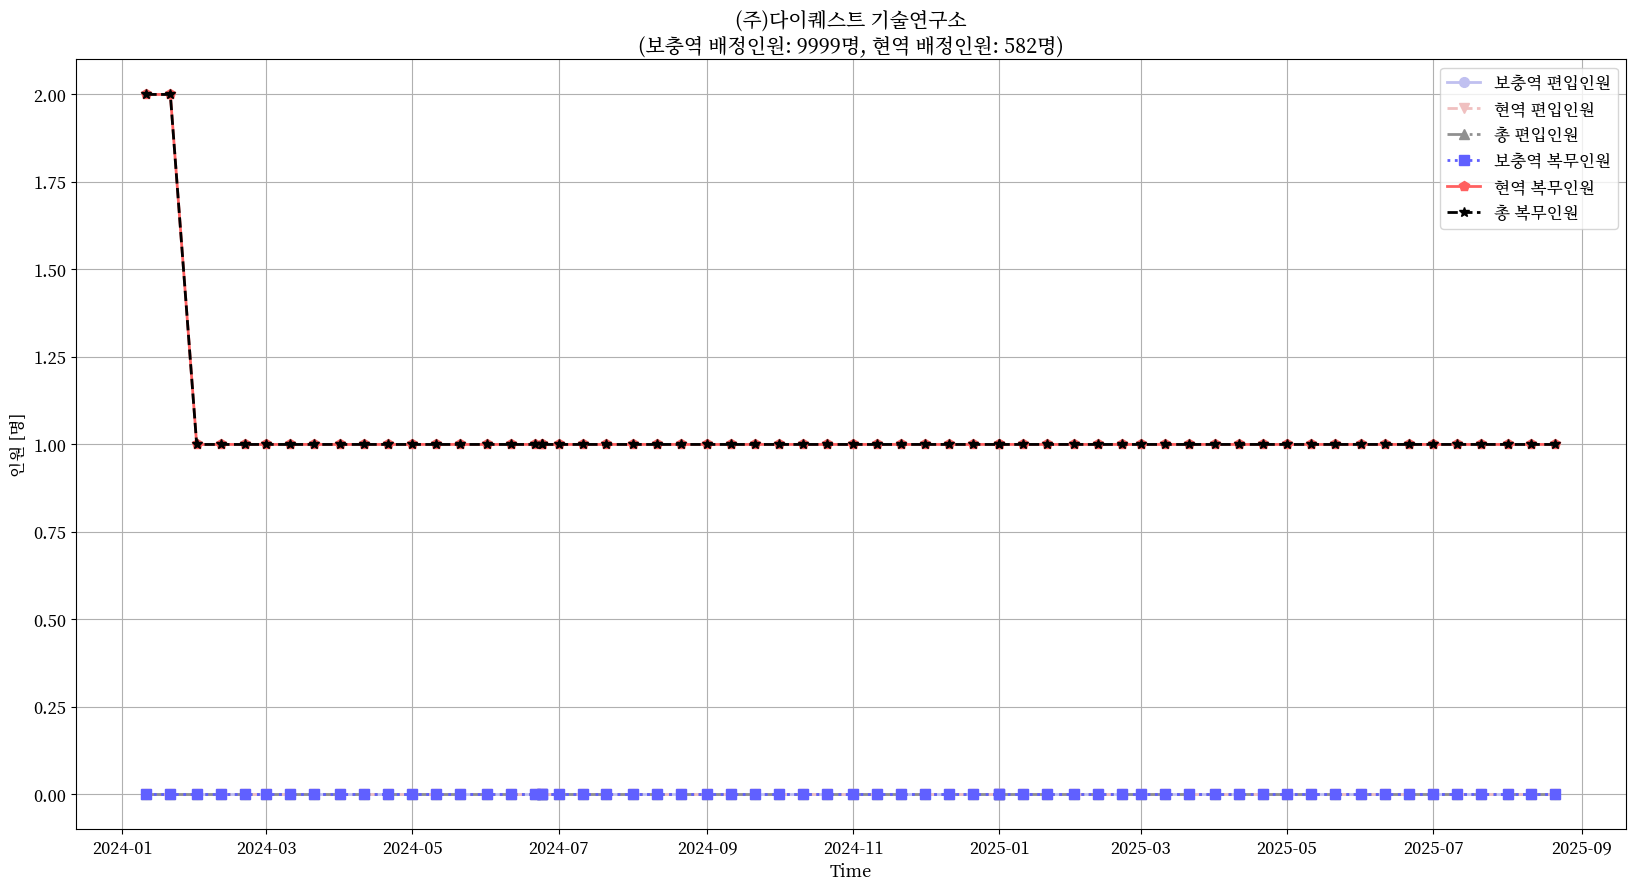 (주)다이퀘스트 기술연구소
(보충역 배정인원: 9999명, 현역 배정인원: 582명)
보충역 편입인원
현역 편입인원
총 편입인원
보충역 복무인원
현역 복무인원
총 복무인원
인원 [명]
2.00
1.75
1.50
1.25
1.00
0.75
0.50
0.25
0.00
2024-01
2024-03
2024-05
2024-07
2024-09
2024-11
2025-01
2025-03
2025-05
2025-07
2025-09
Time